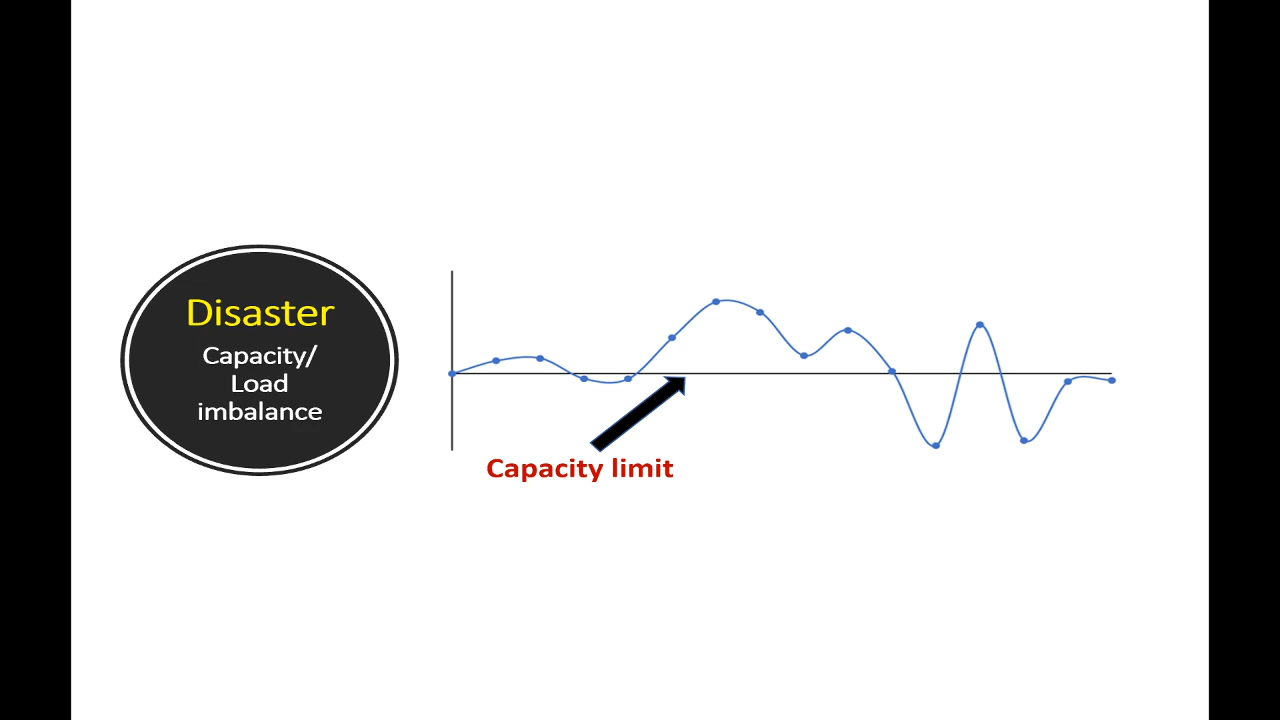 Disaster
Capacity/
Load
imbalance
Capacity limit